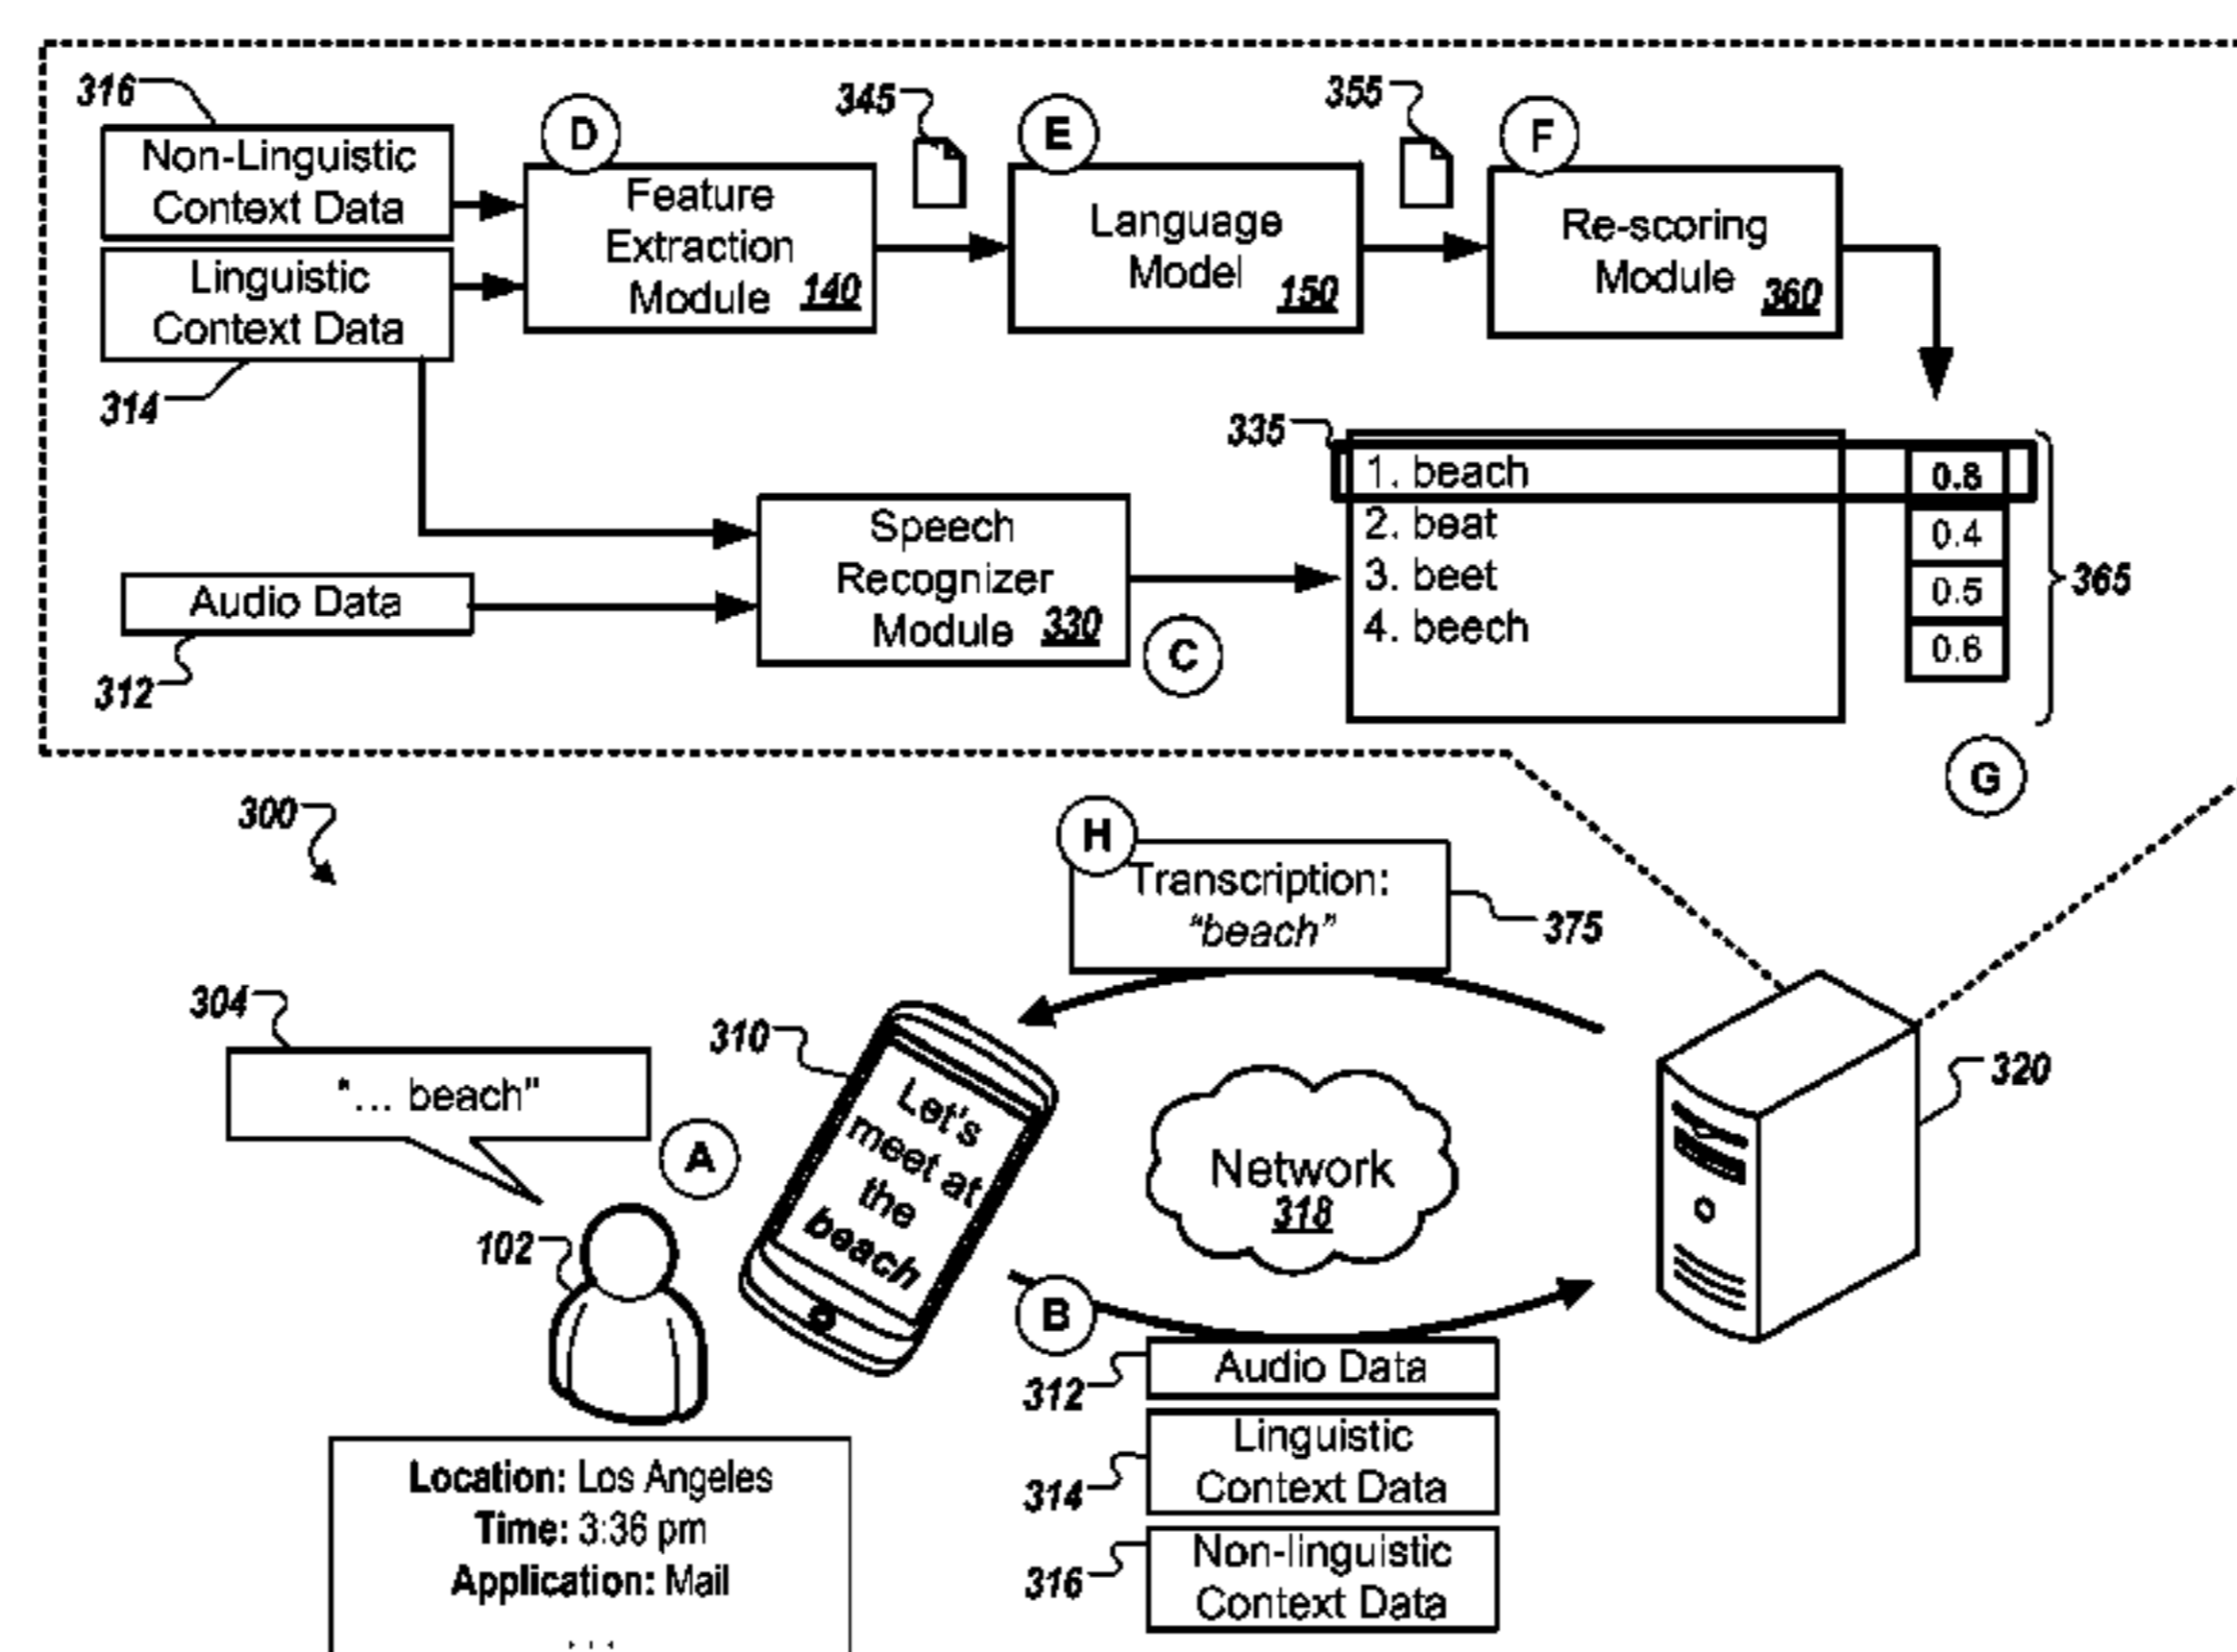 316
Non-Linguistic
Context Data
Linguistic
Context Data
314
D
Feature
Extraction
Module 140
345
E
Language
Model 150
355
F
Re-scoring
Module 360
Audio Data
312
Speech
Recognizer
Module 330
C
335
1. beach
2. beat
3. beet
4. beech
0.8
0.4
0.5
0.6
365
G
300
H
Transcription:
"beach"
375
304
"... beach"
A
102
310
Let's
meet at
the
beach
Network
318
320
B
312
Audio Data
314
Linguistic
Context Data
316
Non-linguistic
Context Data
Location: Los Angeles
Time: 3:36 pm
Application: Mail
...